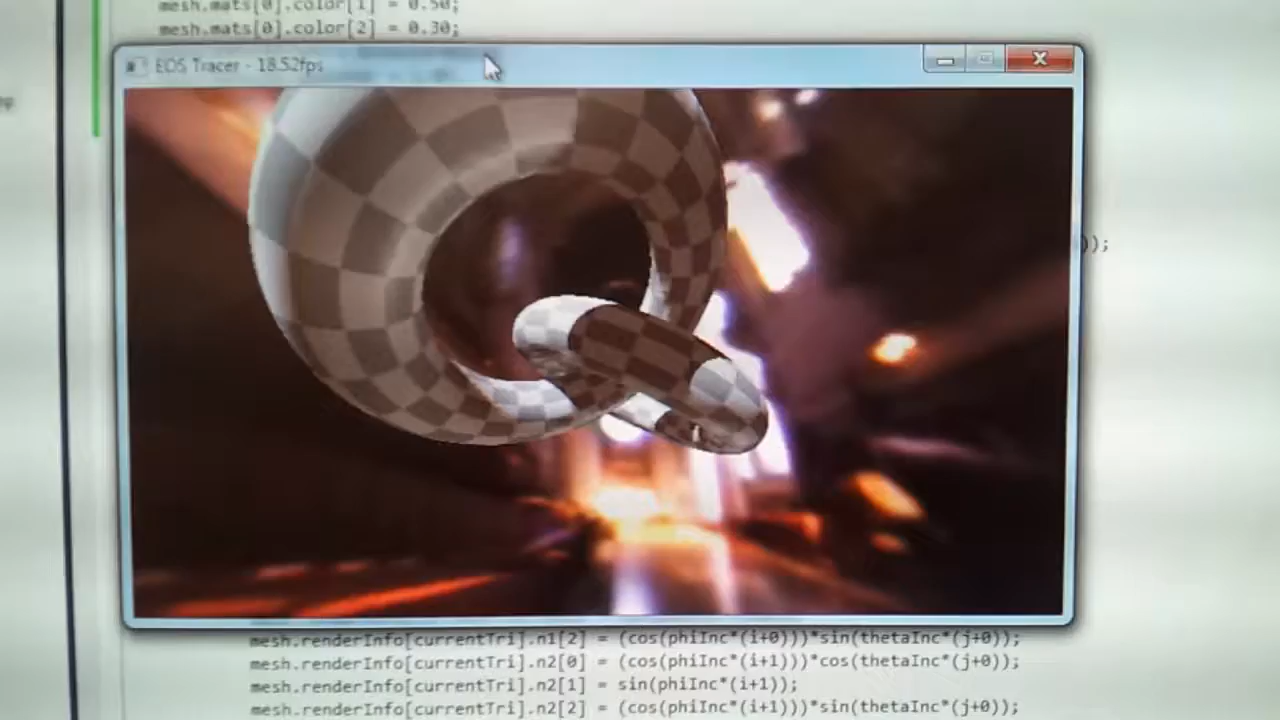 mesh.mats[0].color[1] = 0.50;
mesh.mats[0].color[2] = 0.30;
EOS Tracer - 18.52fps
));
mesh.renderInfo[currentTri].n1[2] = (cos(phiInc*(i+0)))*sin(thetaInc*(j+0));
mesh.renderInfo[currentTri].n2[0] = (cos(phiInc*(i+1)))*cos(thetaInc*(j+0));
mesh.renderInfo[currentTri].n2[1] = sin(phiInc*(i+1));
mesh.renderInfo[currentTri].n2[2] = (cos(phiInc*(i+1)))*sin(thetaInc*(j+0));